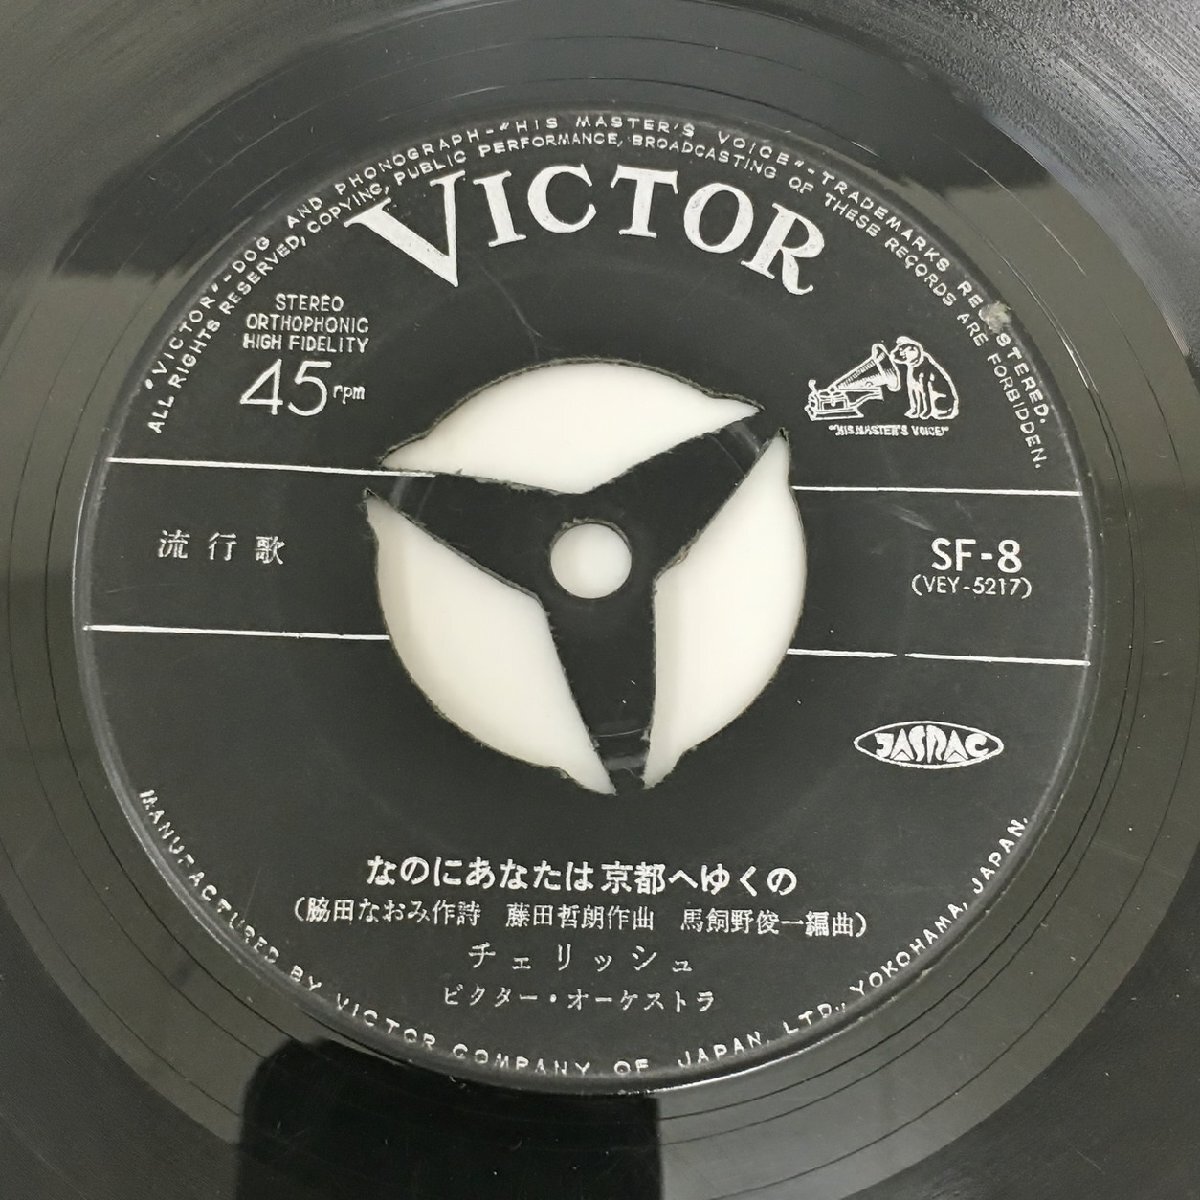 "VICTOR"-DOG AND PHONOGRAPH-"HIS MASTER'S VOICE"-TRADEMARKS REGISTERED.
ALL RIGHTS RESERVED, COPYING, PUBLIC PERFORMANCE, BROADCASTING OF THESE RECORDS ARE FORBIDDEN.
VICTOR
STEREO
ORTHOPHONIC
HIGH FIDELITY
45rpm
"HIS MASTER'S VOICE"
流行歌
SF-8
(VEY-5217)
JASRAC
なのにあなたは京都へゆくの
(脇田なおみ作詩 藤田哲朗作曲 馬飼野俊一編曲)
チェリッシュ
ビクター・オーケストラ
MANUFACTURED BY VICTOR COMPANY OF JAPAN, LTD., YOKOHAMA, JAPAN.